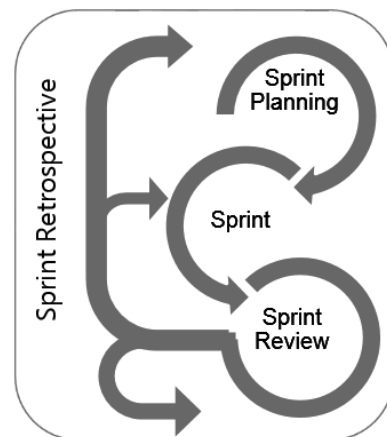 Sprint Retrospective
Sprint
Planning
Sprint
Sprint
Review